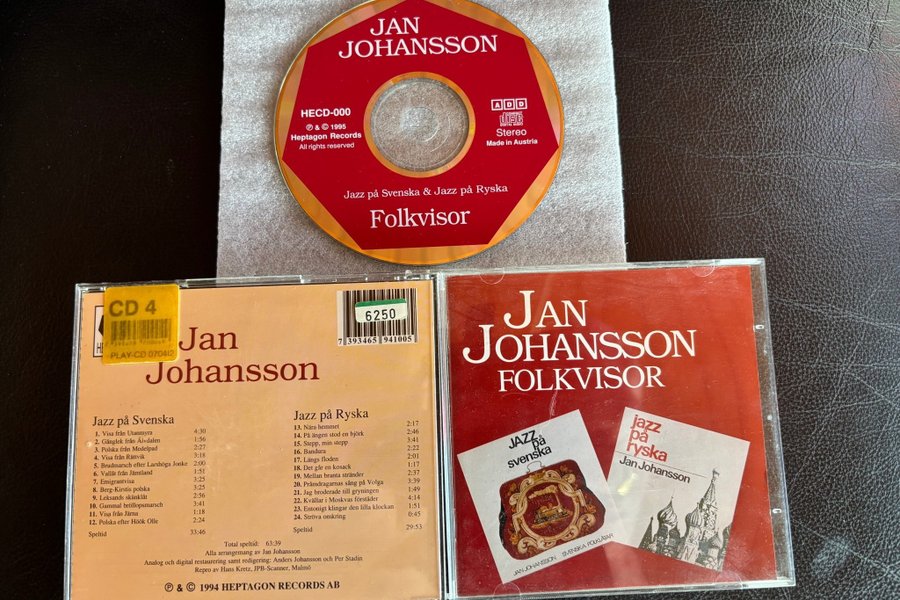 JAN
JOHANSSON
HECD-000
℗ & © 1995
Heptagon Records
All rights reserved
ADD
Stereo
Made in Austria
Jazz på Svenska & Jazz på Ryska
Folkvisor
CD 4
PLAY-CD 070412
6250
7 393465 941005
Jan
Johansson
Jazz på Svenska
1. Visa från Utanmyra 4:30
2. Gånglek från Älvdalen 1:56
3. Polska från Medelpad 2:27
4. Visa från Rättvik 3:18
5. Brudmarsch efter Larshöga Jonke 2:00
6. Vallåt från Jämtland 1:51
7. Emigrantvisa 3:25
8. Berg-Kirstis polska 3:25
9. Leksands skänklåt 2:56
10. Gammal bröllopsmarsch 3:41
11. Visa från Järna 1:18
12. Polska efter Höök Olle 2:24
Speltid 33:46
Jazz på Ryska
13. Nära hemmet 2:17
14. På ängen stod en björk 2:46
15. Stepp, min stepp 3:41
16. Bandura 2:22
17. Längs floden 2:01
18. Det går en kosack 1:17
19. Mellan branta stränder 2:37
20. Pråmdragarnas sång på Volga 3:39
21. Jag broderade till gryningen 1:49
22. Kvällar i Moskvas förstäder 4:14
23. Entonigt klingar den lilla klockan 1:51
24. Ströva omkring 0:45
Speltid 29:53
Total speltid: 63:39
Alla arrangemang av Jan Johansson
Analog och digital restaurering samt redigering: Anders Johansson och Per Stadin
Repro av Hans Kretz, IPB-Scanner, Malmö
℗ & © 1994 HEPTAGON RECORDS AB
JAN
JOHANSSON
FOLKVISOR
JAZZ
på
svenska
JAN JOHANSSON SVENSKA FOLKLÅTAR
jazz
på
ryska
Jan Johansson